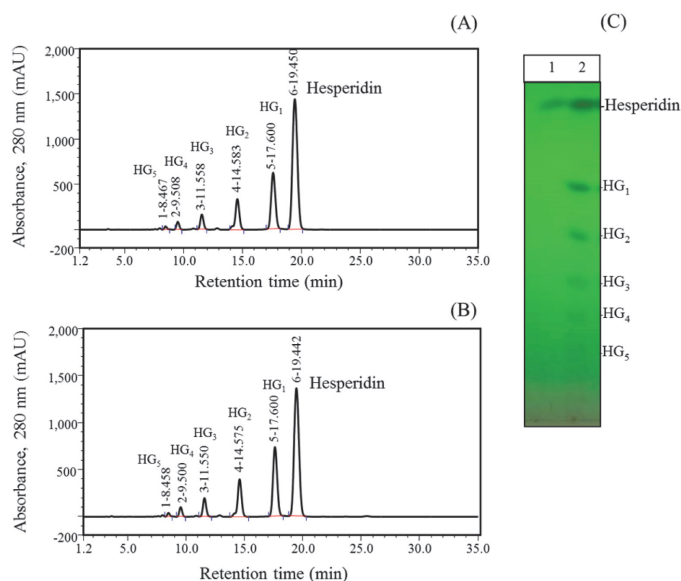 (A)
Absorbance, 280 nm (mAU)
2,000
1,500
1,000
500
-200
1.2 5.0 10.0 15.0 20.0 25.0 30.0 35.0
Retention time (min)
HG5
1-8.467
HG4
2-9.508
HG3
3-11.558
HG2
4-14.583
HG1
5-17.600
6-19.450
Hesperidin
(B)
Absorbance, 280 nm (mAU)
2,000
1,500
1,000
500
-200
1.2 5.0 10.0 15.0 20.0 25.0 30.0 35.0
Retention time (min)
HG5
1-8.458
HG4
2-9.500
HG3
3-11.550
HG2
4-14.575
HG1
5-17.600
6-19.442
Hesperidin
(C)
1 2
-Hesperidin
-HG1
-HG2
-HG3
-HG4
-HG5